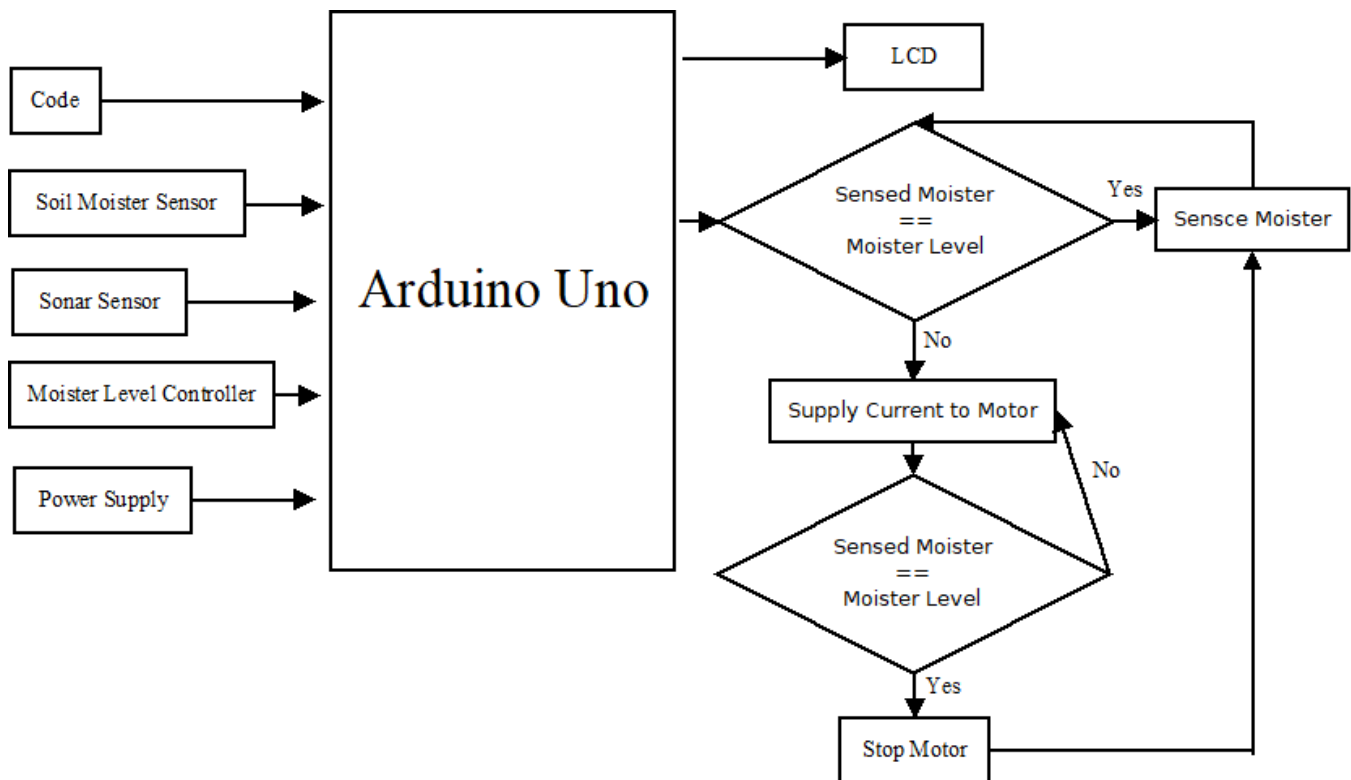 Code
Soil Moister Sensor
Sonar Sensor
Moister Level Controller
Power Supply
Arduino Uno
LCD
Sensed Moister
==
Moister Level
Yes
Sensce Moister
No
Supply Current to Motor
No
Sensed Moister
==
Moister Level
Yes
Stop Motor